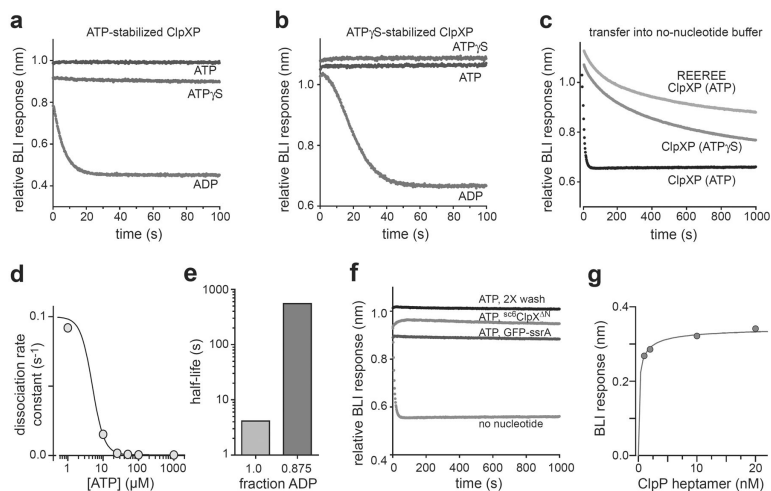 a
ATP-stabilized ClpXP
relative BLI response (nm)
1.0
0.8
0.6
0.4
ATP
ATPγS
ADP
0 20 40 60 80 100
time (s)
b
ATPγS-stabilized ClpXP
relative BLI response (nm)
1.0
0.8
0.6
ATPγS
ATP
ADP
0 20 40 60 80 100
time (s)
c
transfer into no-nucleotide buffer
relative BLI response (nm)
1.0
0.8
0.6
REEREE
ClpXP (ATP)
ClpXP (ATPγS)
ClpXP (ATP)
0 200 400 600 800 1000
time (s)
d
dissociation rate
constant (s⁻¹)
0.1
0.0
1 10 100 1000
[ATP] (µM)
e
half-life (s)
1000
100
10
1
1.0 0.875
fraction ADP
f
relative BLI response (nm)
1.0
0.8
0.6
0.4
ATP, 2X wash
ATP, ˢᶜ⁶ClpX^ΔN
ATP, GFP-ssrA
no nucleotide
0 200 400 600 800 1000
time (s)
g
BLI response (nm)
0.4
0.2
0.0
0 10 20
ClpP heptamer (nM)